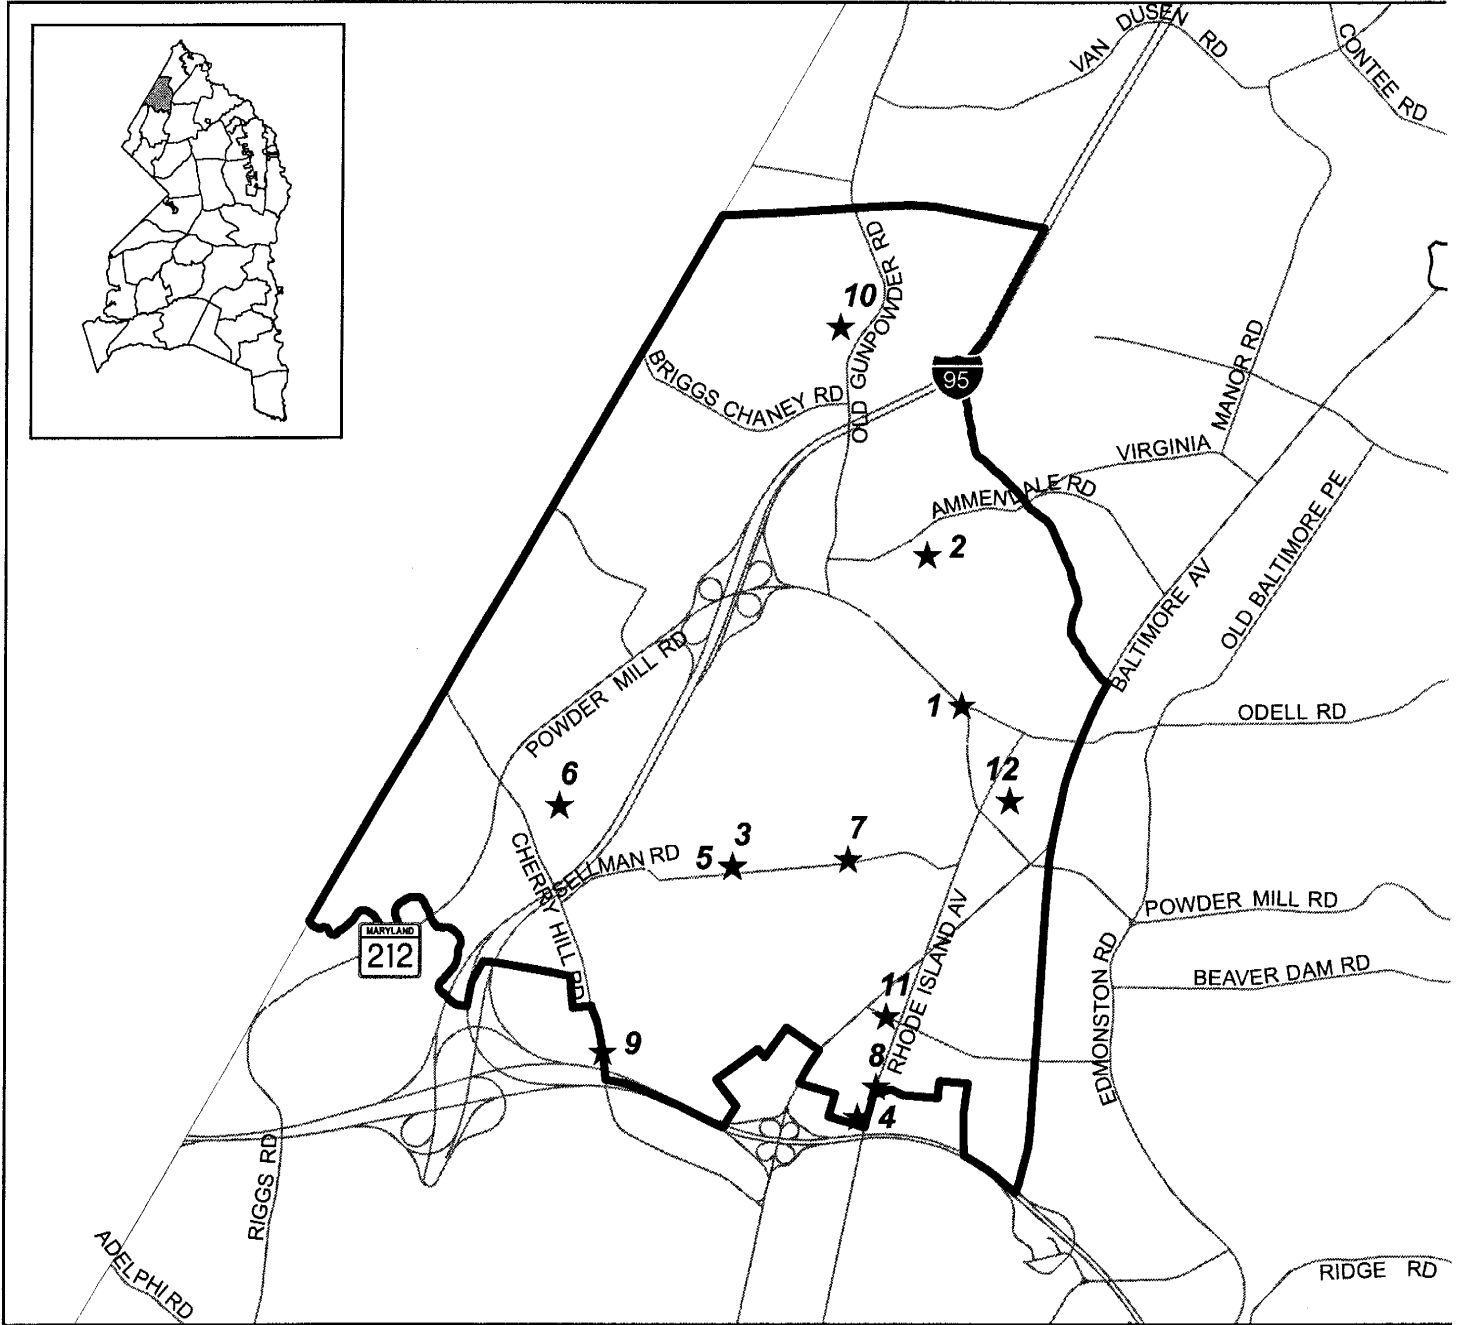 VAN DUSEN RD
CONTEE RD
OLD GUNPOWDER RD
10
BRIGGS CHANEY RD
95
MANOR RD
VIRGINIA
AMMENDALE RD
2
OLD BALTIMORE PE
BALTIMORE AV
POWDER MILL RD
1
ODELL RD
6
12
3
5
7
SELLMAN RD
CHERRY HILL RD
POWDER MILL RD
MARYLAND
212
RHODE ISLAND AV
EDMONSTON RD
BEAVER DAM RD
11
9
8
4
RIGGS RD
ADELPHI RD
RIDGE RD